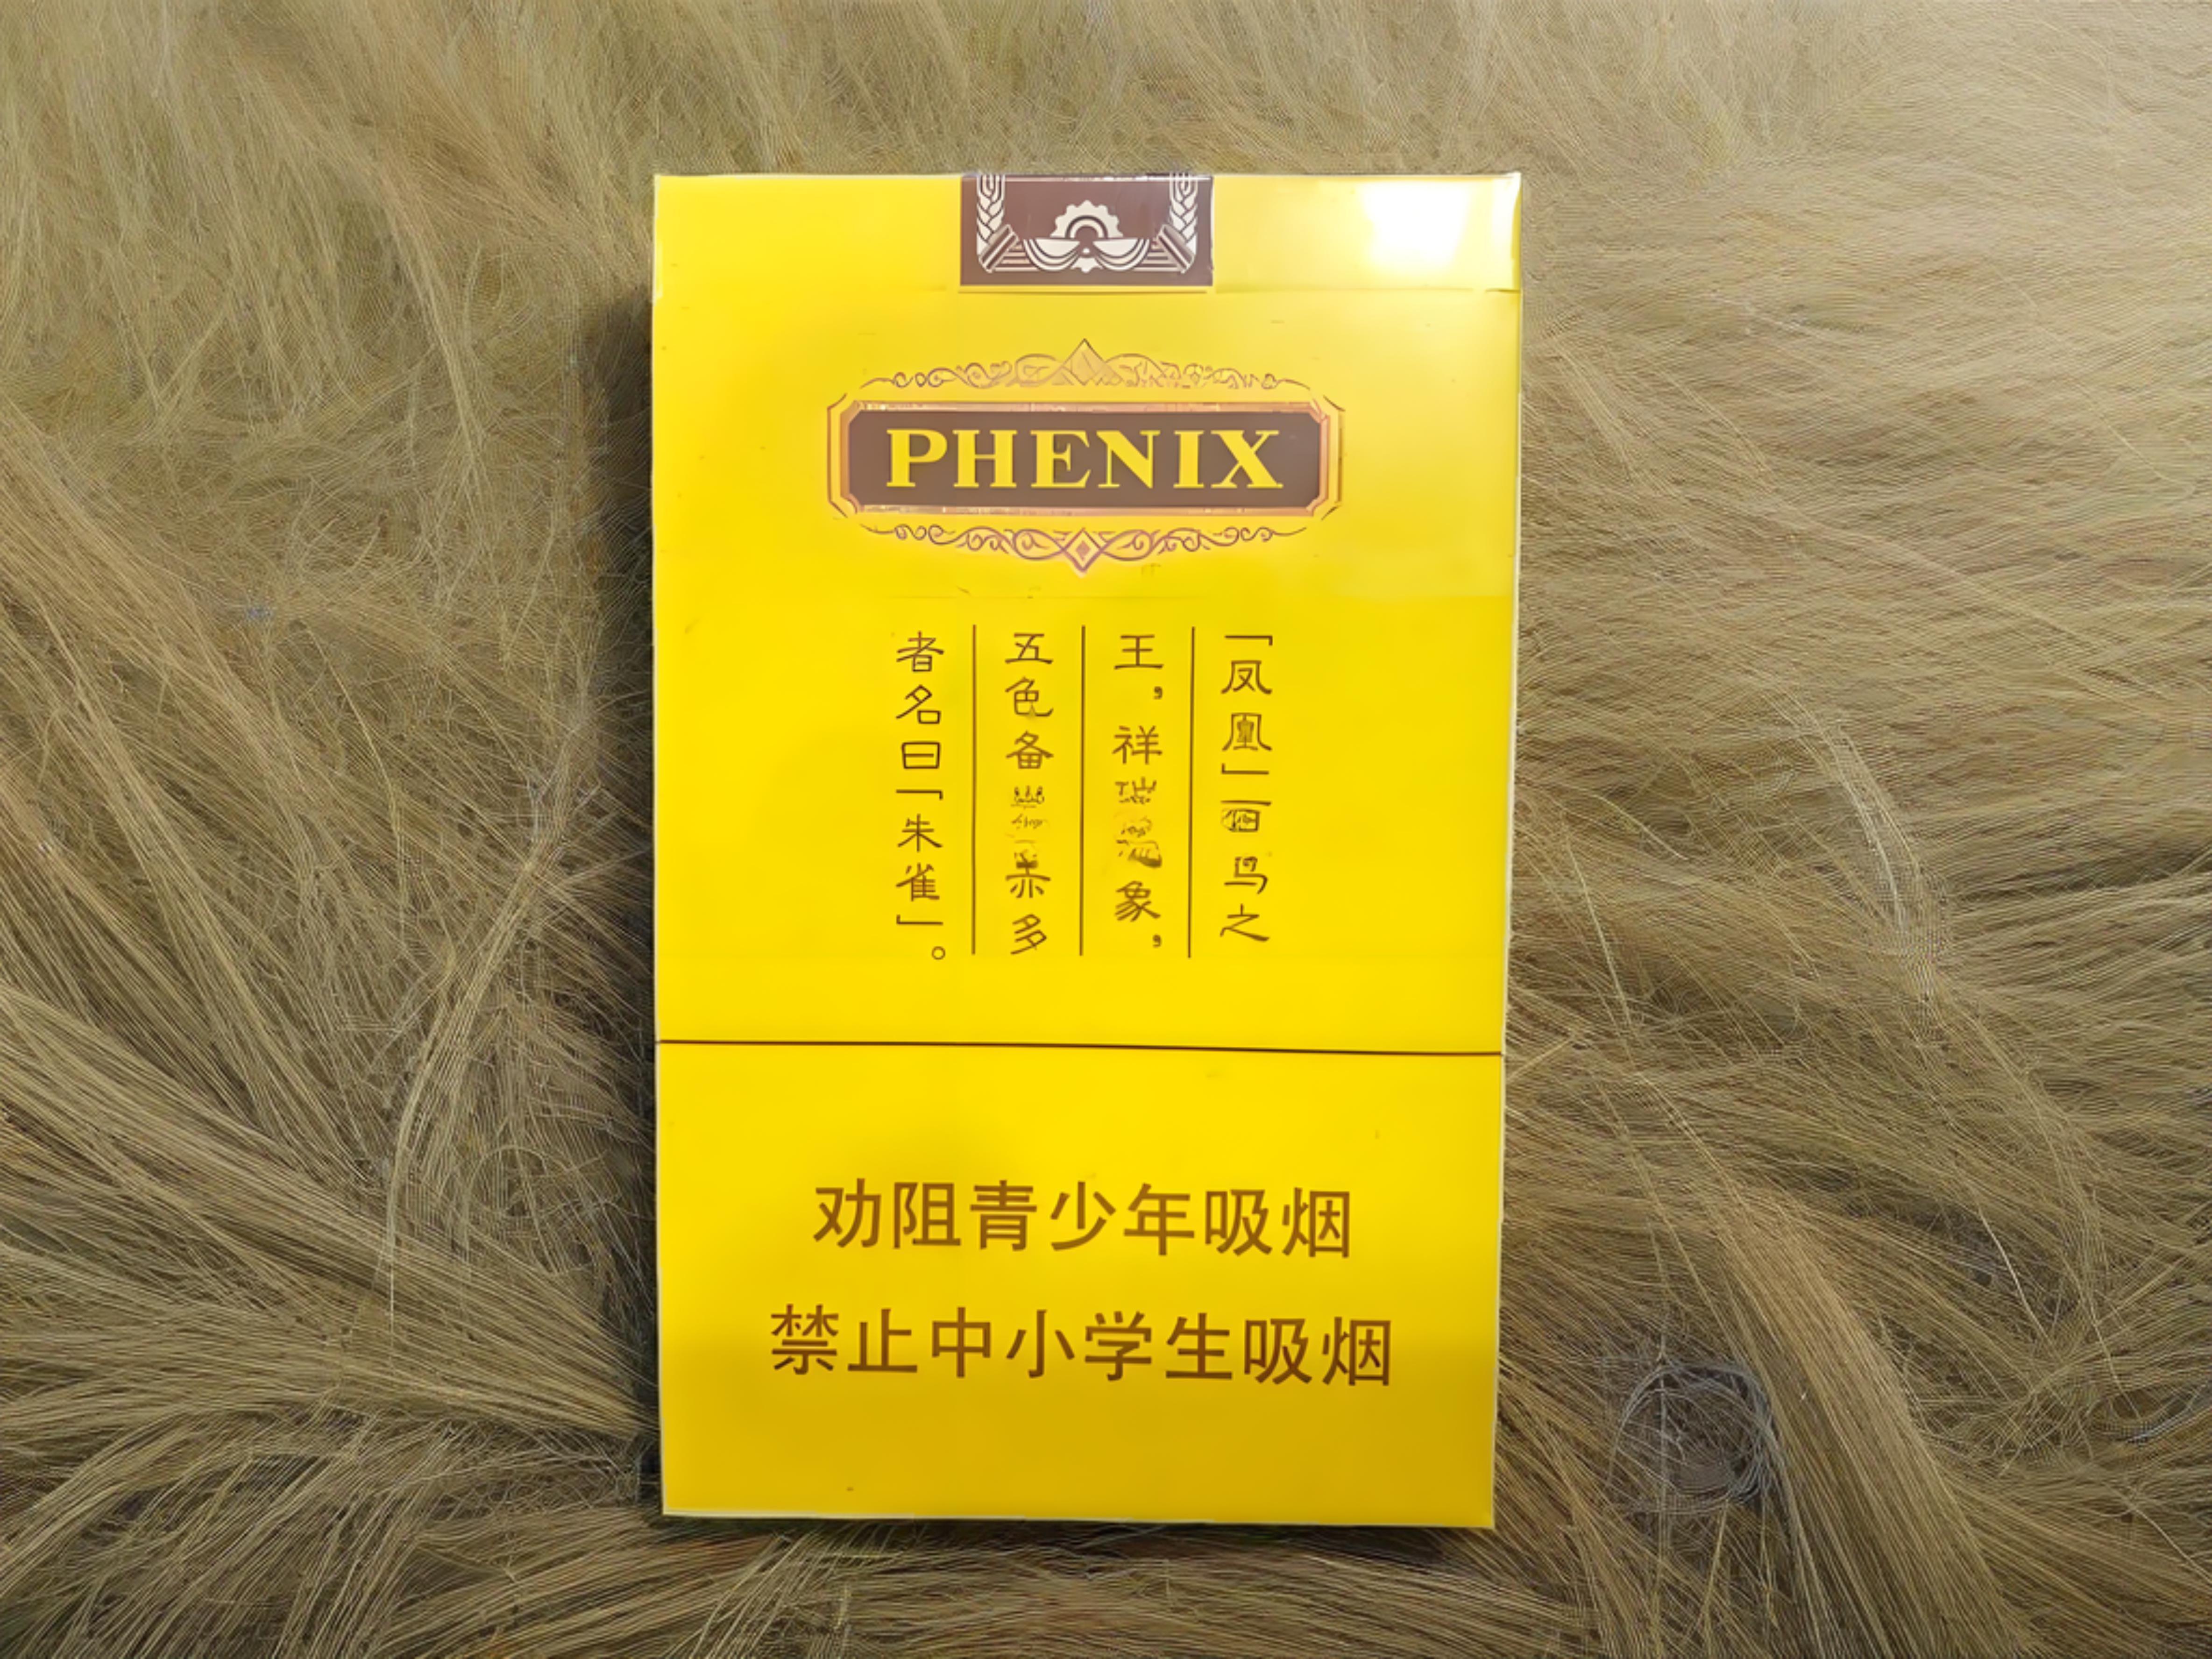 PHENIX
「凤凰」百鸟之
王，祥象，
五色备赤多
者名曰「朱雀」。
劝阻青少年吸烟
禁止中小学生吸烟